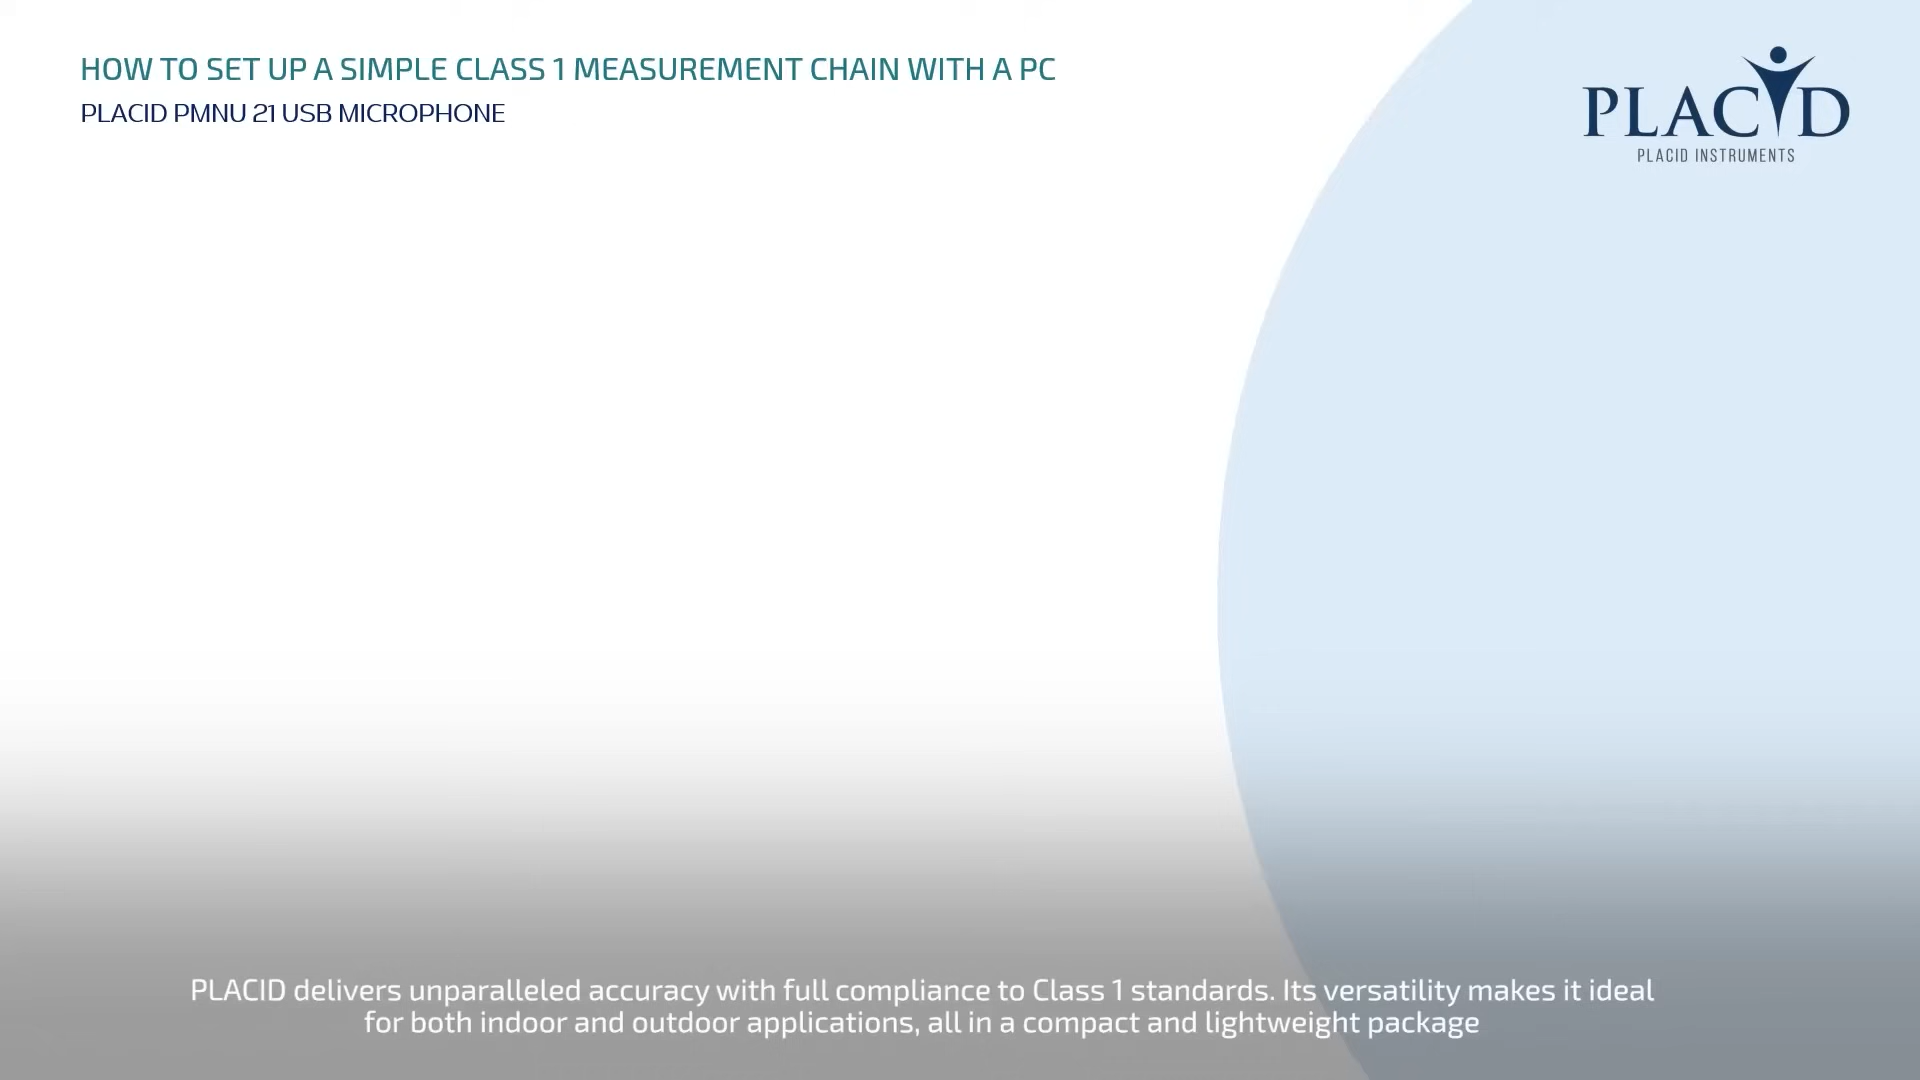 HOW TO SET UP A SIMPLE CLASS 1 MEASUREMENT CHAIN WITH A PC
PLACID PMNU 21 USB MICROPHONE
PLACID
PLACID INSTRUMENTS
PLACID delivers unparalleled accuracy with full compliance to Class 1 standards. Its versatility makes it ideal
for both indoor and outdoor applications, all in a compact and lightweight package